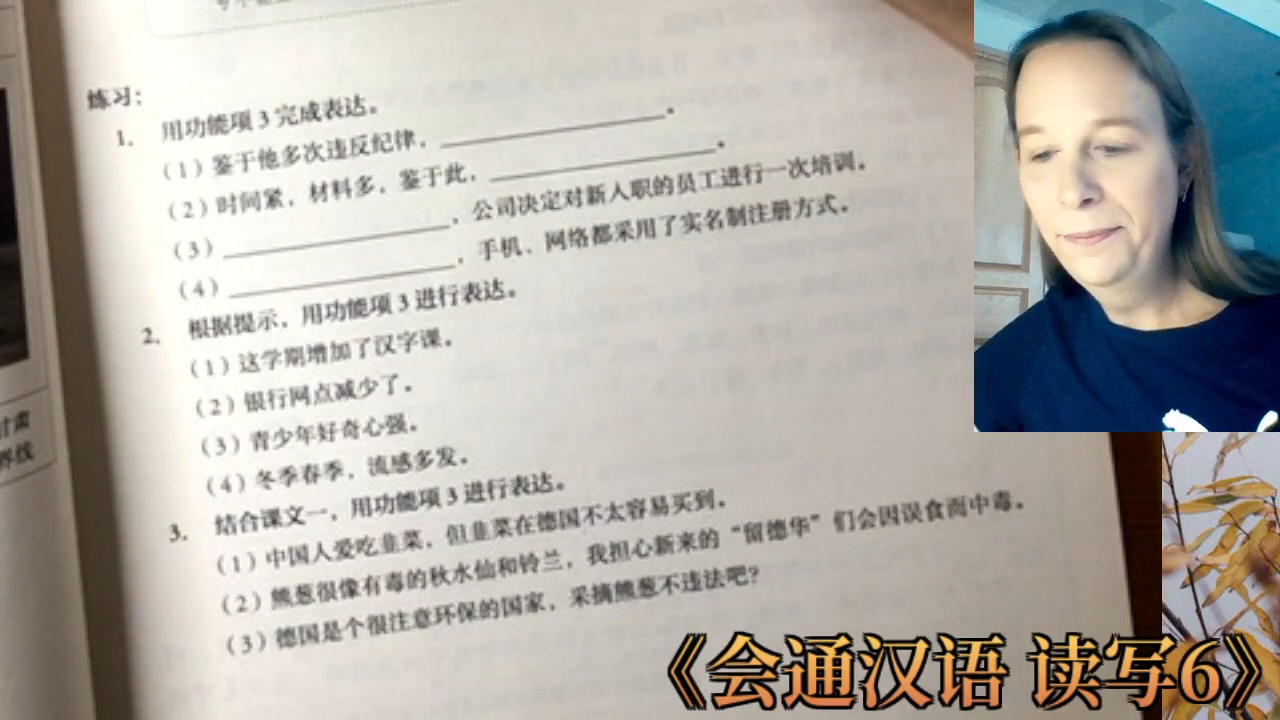 练习：
1. 用功能项 3 完成表达。
（1）鉴于他多次违反纪律，____________。
（2）时间紧，材料多，鉴于此，____________。
（3）____________，公司决定对新入职的员工进行一次培训。
（4）____________，手机、网络都采用了实名制注册方式。
2. 根据提示，用功能项 3 进行表达。
（1）这学期增加了汉字课。
（2）银行网点减少了。
（3）青少年好奇心强。
（4）冬季春季，流感多发。
3. 结合课文一，用功能项 3 进行表达。
（1）中国人爱吃韭菜，但韭菜在德国不太容易买到。
（2）熊葱很像有毒的秋水仙和铃兰，我担心新来的“留德华”们会因误食而中毒。
（3）德国是个很注意环保的国家，采摘熊葱不违法吧？
甘肃
界线
《会通汉语 读写6》